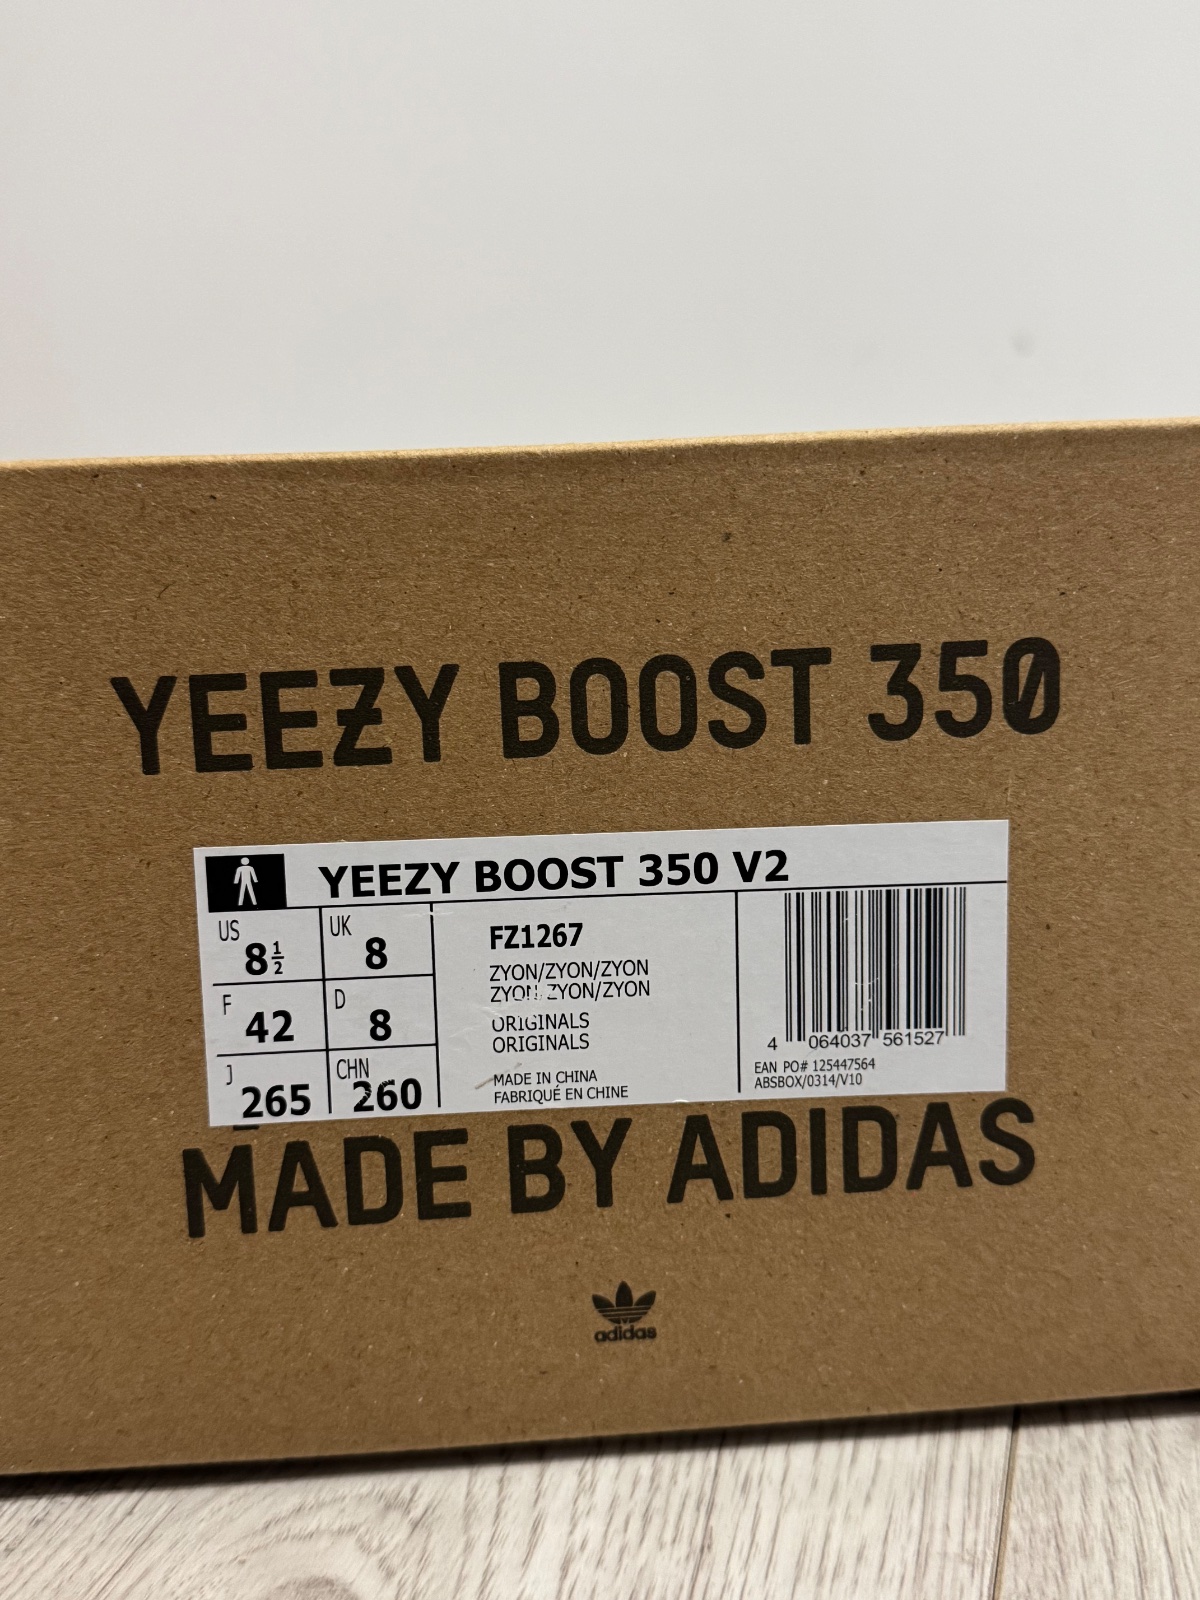 YEEZY BOOST 350
YEEZY BOOST 350 V2
US 8½
UK 8
F 42
D 8
J 265
CHN 260
FZ1267
ZYON/ZYON/ZYON
ZYON/ZYON/ZYON
ORIGINALS
ORIGINALS
MADE IN CHINA
FABRIQUÉ EN CHINE
4 064037 561527
EAN PO# 125447564
ABSBOX/0314/V10
MADE BY ADIDAS
adidas